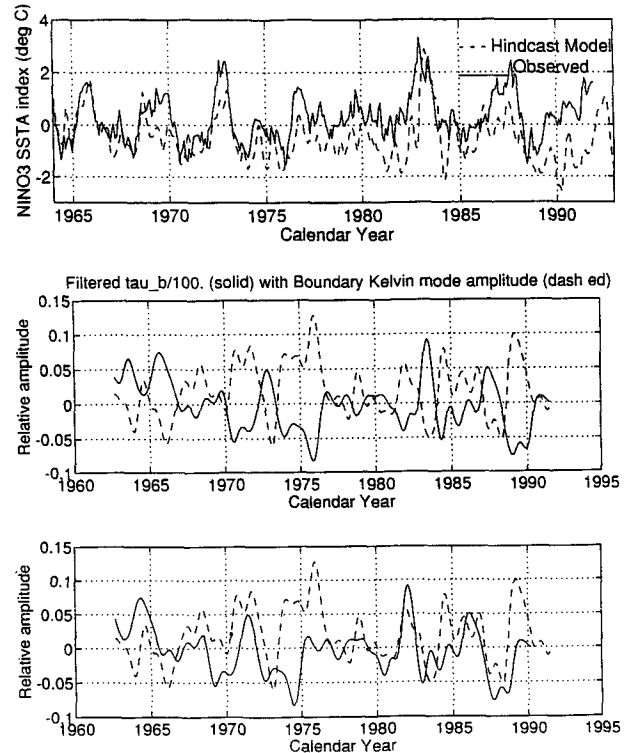 NINO3 SSTA index (deg C)
4
2
0
-2
Hindcast Model
Observed
1965 1970 1975 1980 1985 1990
Calendar Year
Filtered tau_b/100. (solid) with Boundary Kelvin mode amplitude (dash ed)
Relative amplitude
0.15
0.1
0.05
0
-0.05
-0.1
1960 1965 1970 1975 1980 1985 1990 1995
Calendar Year
Relative amplitude
0.15
0.1
0.05
0
-0.05
-0.1
1960 1965 1970 1975 1980 1985 1990 1995
Calendar Year